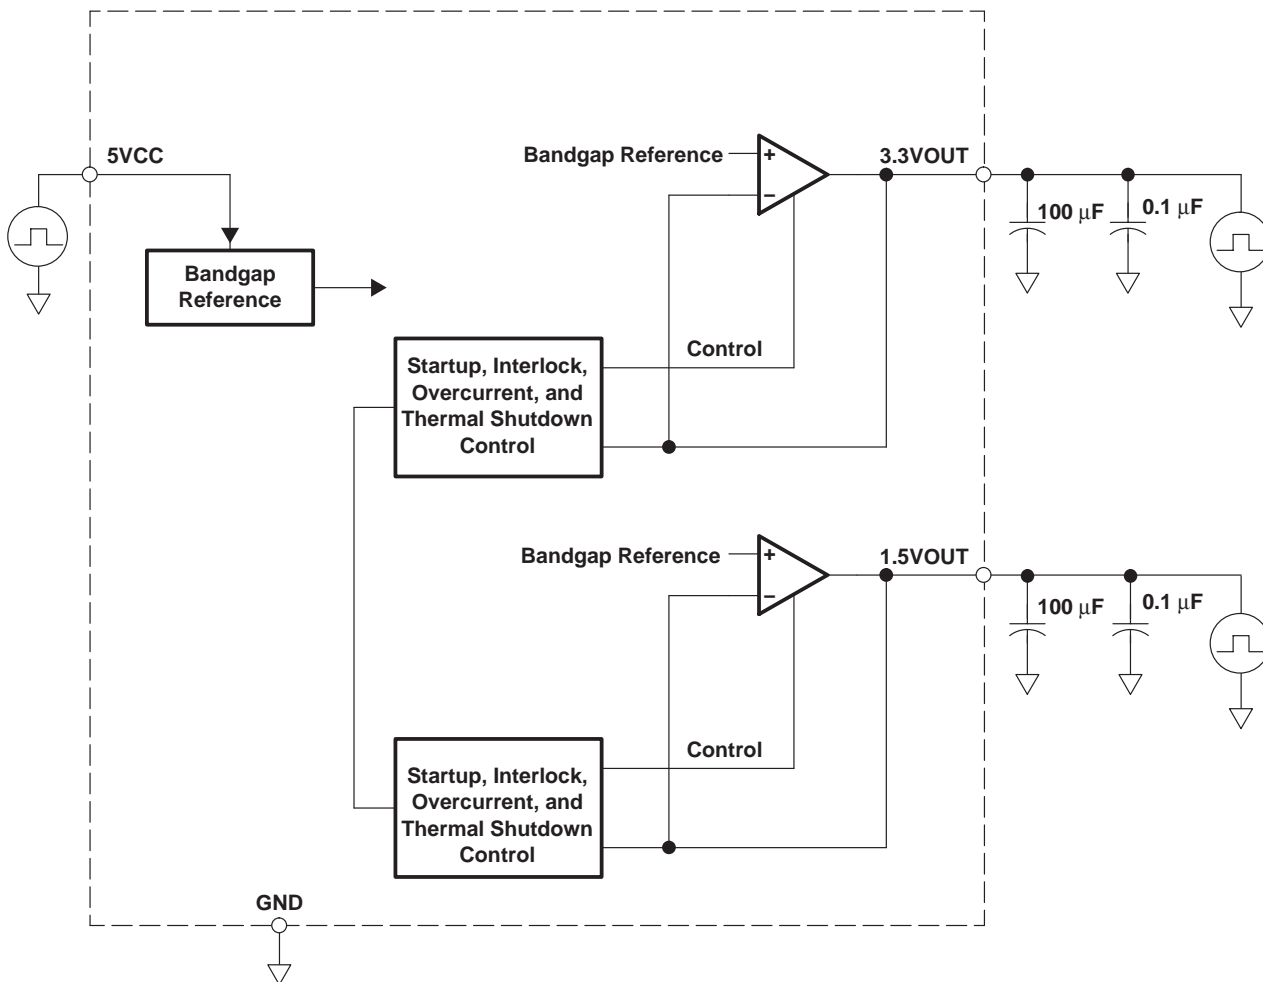 5VCC
Bandgap
Reference
Bandgap Reference
+
−
3.3VOUT
100 μF
0.1 μF
Control
Startup, Interlock,
Overcurrent, and
Thermal Shutdown
Control
Bandgap Reference
+
−
1.5VOUT
100 μF
0.1 μF
Control
Startup, Interlock,
Overcurrent, and
Thermal Shutdown
Control
GND